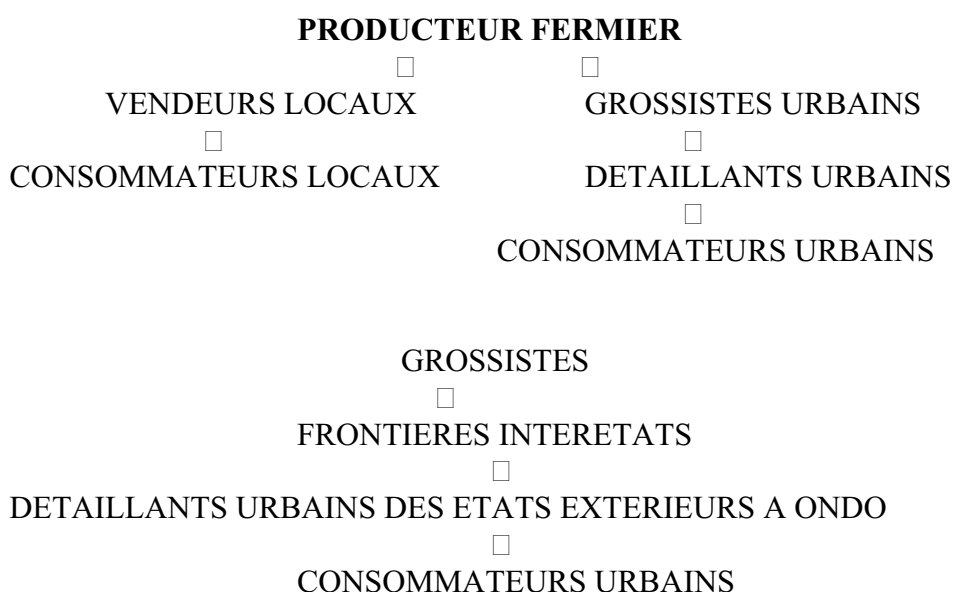 PRODUCTEUR FERMIER
VENDEURS LOCAUX GROSSISTES URBAINS
CONSOMMATEURS LOCAUX DETAILLANTS URBAINS
CONSOMMATEURS URBAINS
GROSSISTES
FRONTIERES INTERETATS
DETAILLANTS URBAINS DES ETATS EXTERIEURS A ONDO
CONSOMMATEURS URBAINS